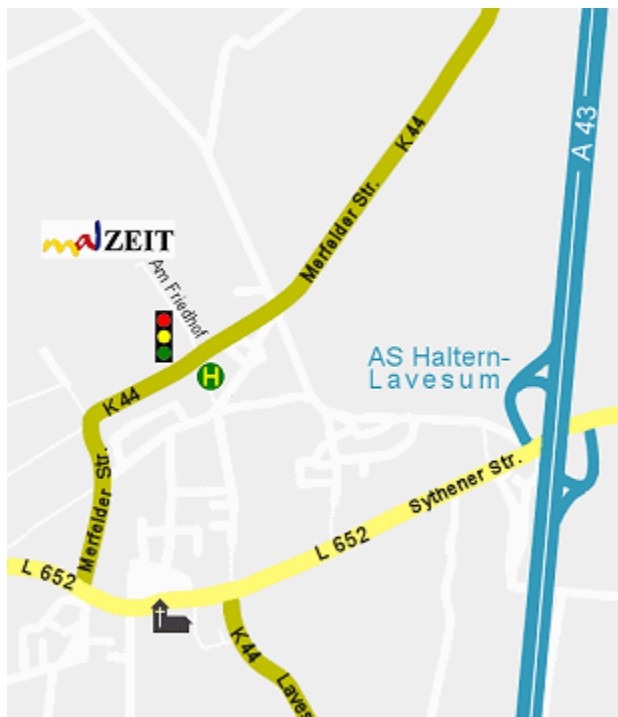 K 44
A 43
Merfelder Str.
malZEIT
Am Friedhof
H
AS Haltern-
Lavesum
K 44
Merfelder Str.
Sythener Str.
L 652
L 652
K 44
Laves